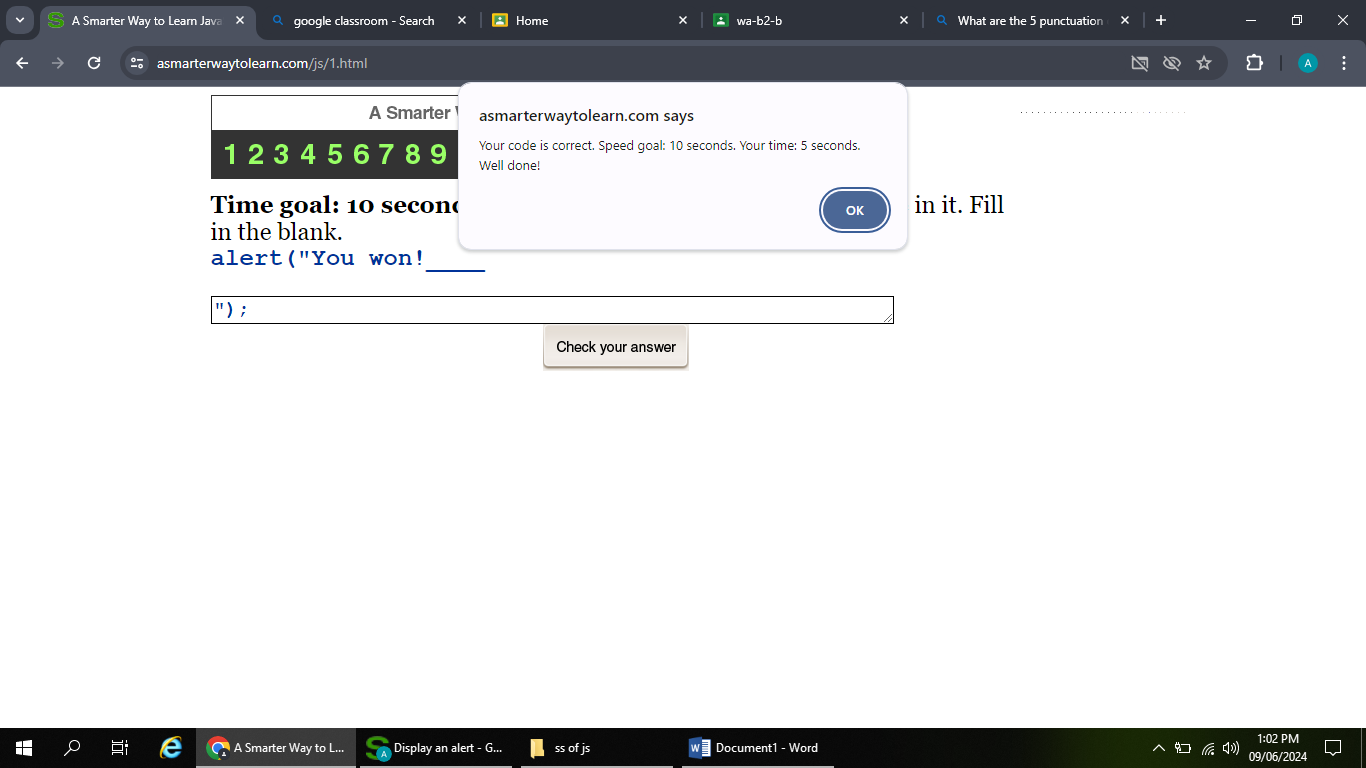 A Smarter Way to Learn Java
google classroom - Search
Home
wa-b2-b
What are the 5 punctuation
asmarterwaytolearn.com/js/1.html
A Smarter
1 2 3 4 5 6 7 8 9
asmarterwaytolearn.com says
Your code is correct. Speed goal: 10 seconds. Your time: 5 seconds.
Well done!
OK
Time goal: 10 in it. Fill
in the blank.
alert("You won!____
");
Check your answer
A Smarter Way to L...
Display an alert - G...
ss of js
Document1 - Word
1:02 PM
09/06/2024